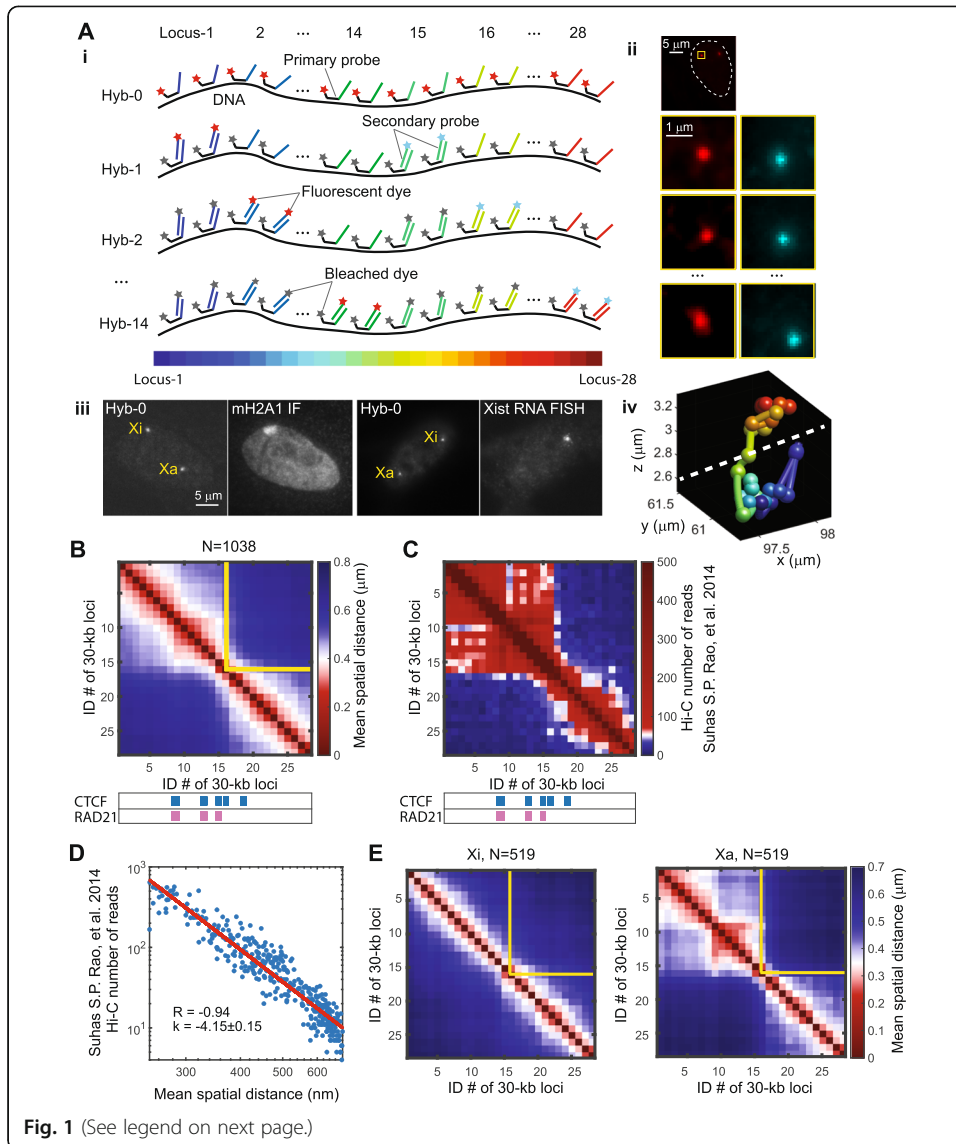 A
Locus-1 2 ... 14 15 16 ... 28
i
Primary probe
Hyb-0
DNA
...
...
Secondary probe
Hyb-1
...
...
Fluorescent dye
Hyb-2
...
...
...
Bleached dye
Hyb-14
...
...
Locus-1
Locus-28
ii
5 μm
1 μm
...
...
iii
Hyb-0
mH2A1 IF
Hyb-0
Xist RNA FISH
Xi
Xa
5 μm
Xi
Xa
iv
3.2
2.9
2.6
z (μm)
61.5
61
y (μm)
97.5
98
x (μm)
B
N=1038
5
10
15
20
25
ID # of 30-kb loci
5 10 15 20 25
ID # of 30-kb loci
0.8
0.6
0.4
0.2
0
Mean spatial distance (μm)
CTCF
RAD21
C
5
10
15
20
25
ID # of 30-kb loci
5 10 15 20 25
ID # of 30-kb loci
500
400
300
200
100
0
Hi-C number of reads
Suhas S.P. Rao, et al. 2014
CTCF
RAD21
D
10³
10²
10¹
Suhas S.P. Rao, et al. 2014
Hi-C number of reads
R = -0.94
k = -4.15±0.15
300 400 500 600
Mean spatial distance (nm)
E
Xi, N=519
5
10
15
20
25
ID # of 30-kb loci
5 10 15 20 25
ID # of 30-kb loci
Xa, N=519
5
10
15
20
25
ID # of 30-kb loci
5 10 15 20 25
ID # of 30-kb loci
0.7
0.6
0.5
0.4
0.3
0.2
0.1
0
Mean spatial distance (μm)
Fig. 1 (See legend on next page.)